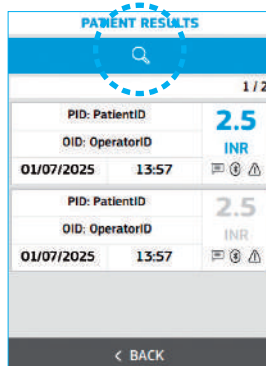 PATIENT RESULTS
1/2
PID: PatientID
OID: OperatorID
01/07/2025 13:57
2.5
INR
PID: PatientID
OID: OperatorID
01/07/2025 13:57
2.5
INR
< BACK